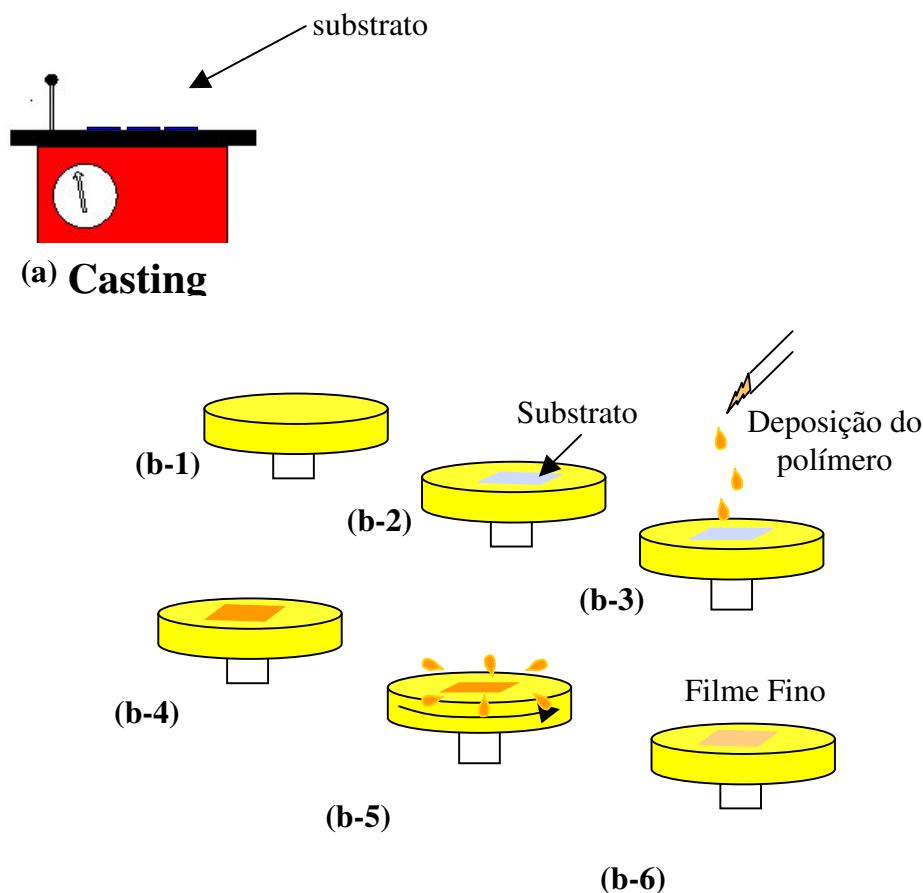 substrato
(a) Casting
(b-1)
Substrato
(b-2)
Deposição do
polímero
(b-3)
(b-4)
(b-5)
Filme Fino
(b-6)